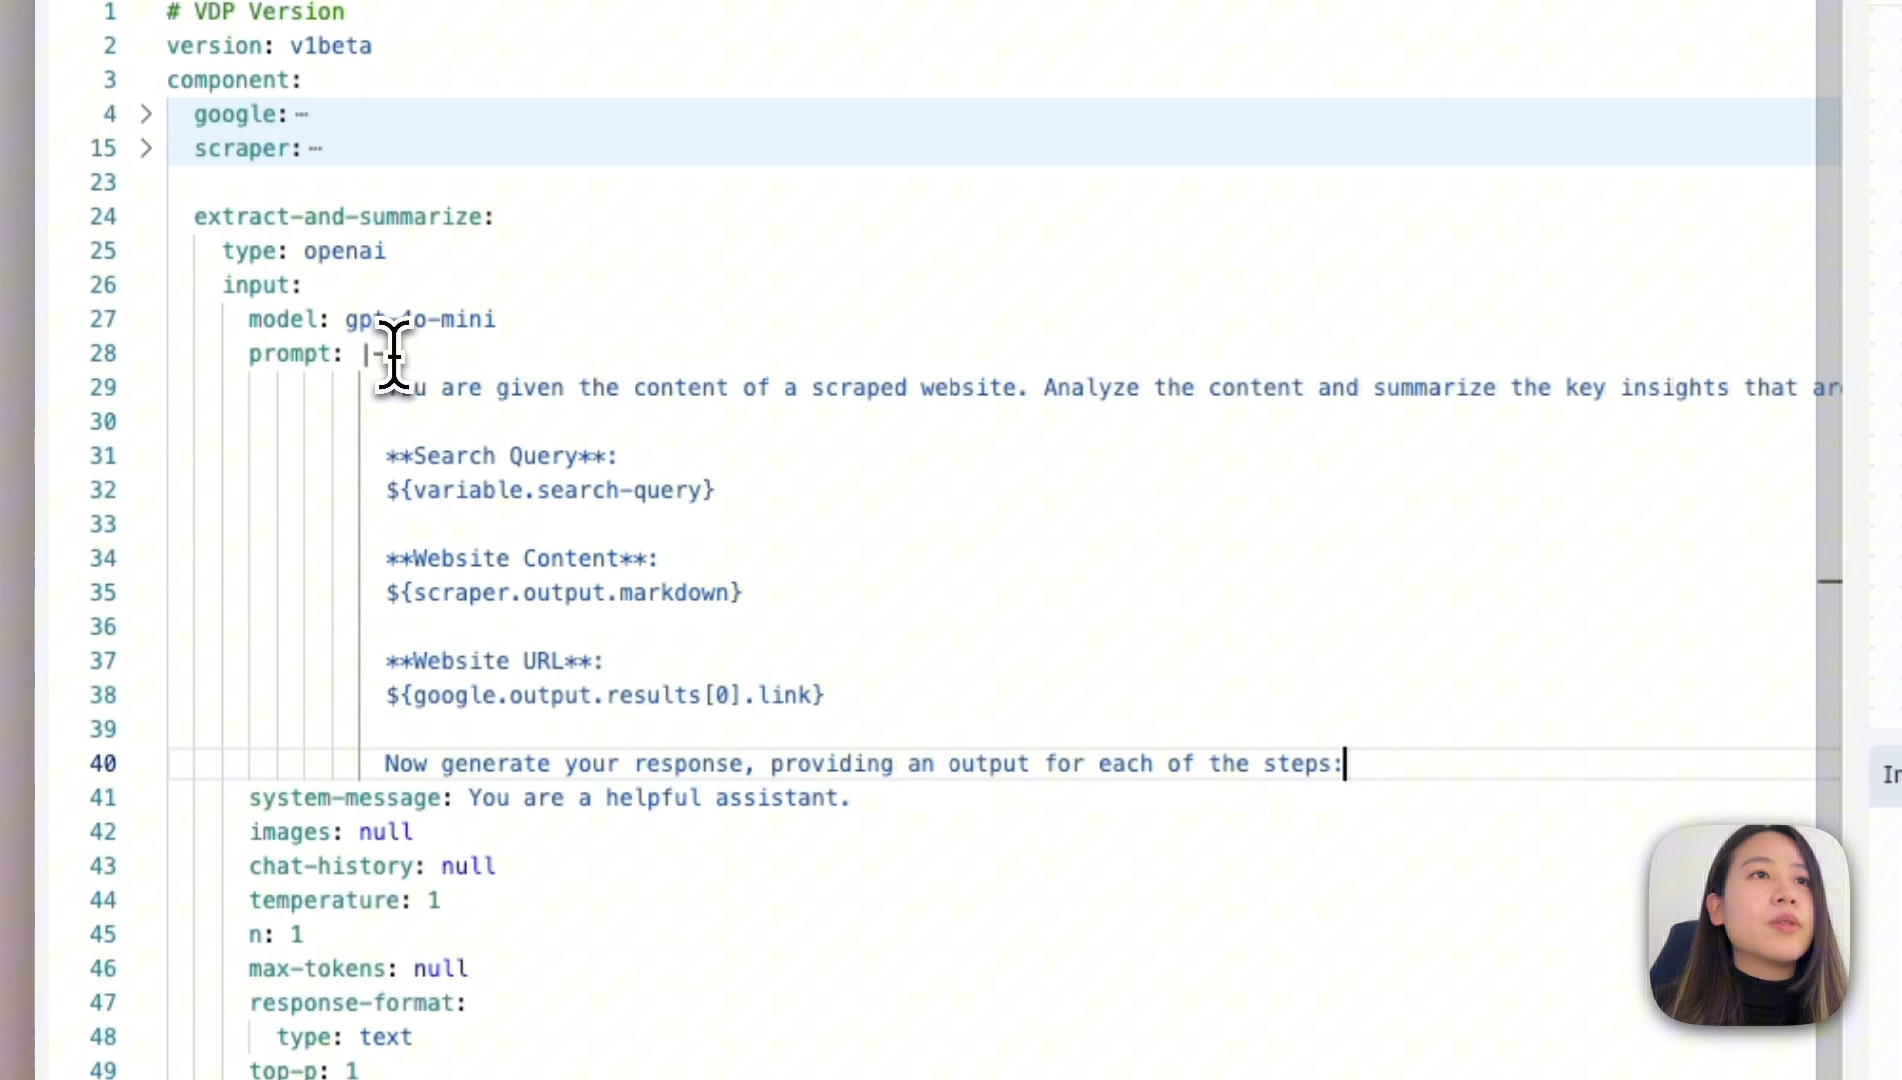 1 # VDP Version
2 version: v1beta
3 component:
4 google:⋯
15 scraper:⋯
23
24 extract-and-summarize:
25 type: openai
26 input:
27 model: gpt-4o-mini
28 prompt: |-
29 You are given the content of a scraped website. Analyze the content and summarize the key insights that
30
31 **Search Query**:
32 ${variable.search-query}
33
34 **Website Content**:
35 ${scraper.output.markdown}
36
37 **Website URL**:
38 ${google.output.results[0].link}
39
40 Now generate your response, providing an output for each of the steps:
41 system-message: You are a helpful assistant.
42 images: null
43 chat-history: null
44 temperature: 1
45 n: 1
46 max-tokens: null
47 response-format:
48 type: text
49 top-p: 1